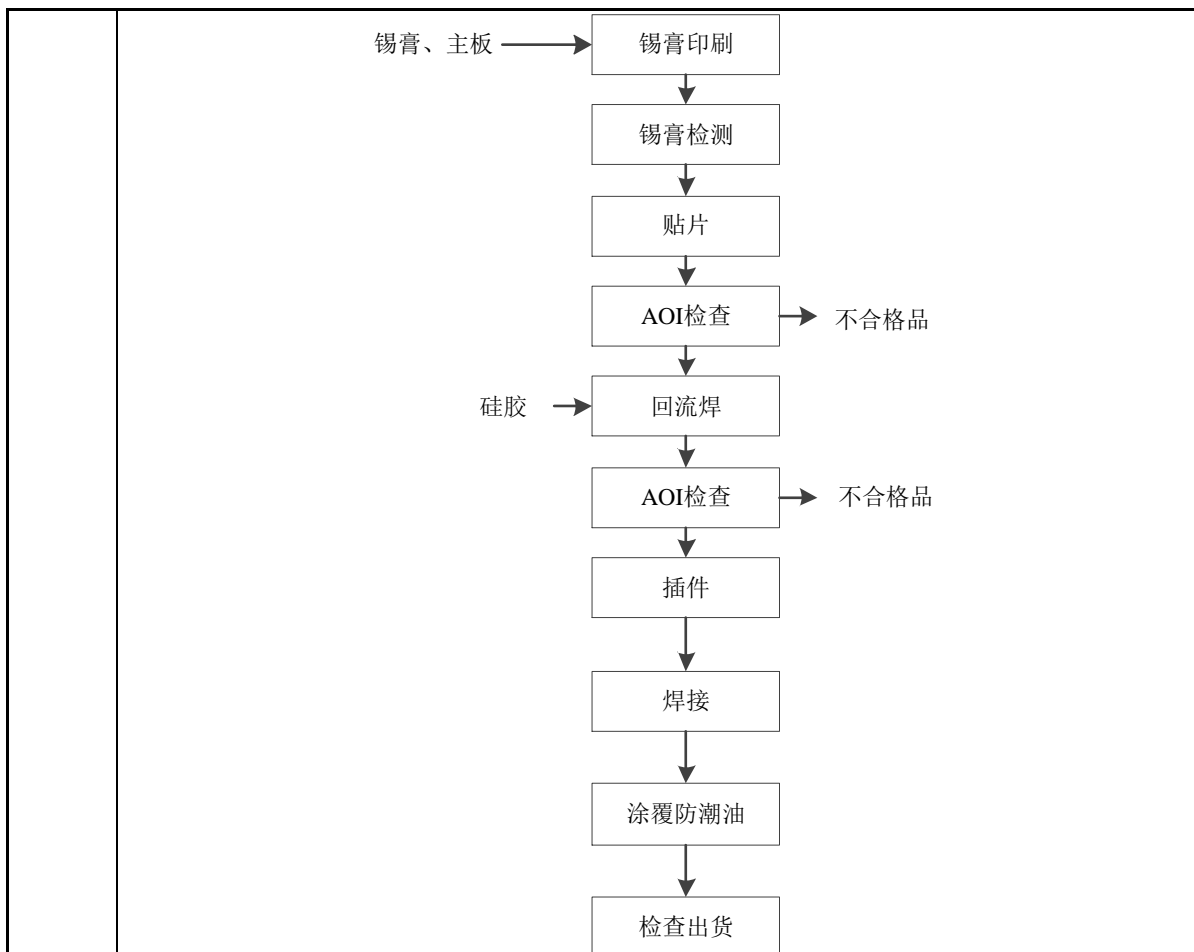 锡膏、主板
锡膏印刷
锡膏检测
贴片
AOI检查
不合格品
硅胶
回流焊
AOI检查
不合格品
插件
焊接
涂覆防潮油
检查出货